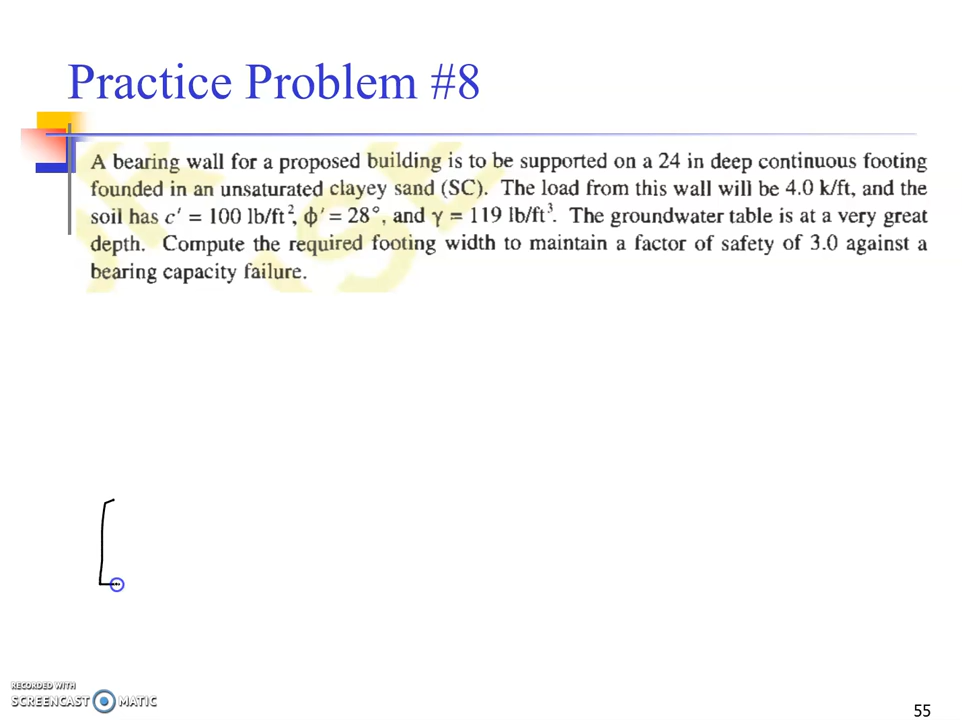 Practice Problem #8
A bearing wall for a proposed building is to be supported on a 24 in deep continuous footing
founded in an unsaturated clayey sand (SC). The load from this wall will be 4.0 k/ft, and the
soil has c′ = 100 lb/ft², ϕ′ = 28°, and γ = 119 lb/ft³. The groundwater table is at a very great
depth. Compute the required footing width to maintain a factor of safety of 3.0 against a
bearing capacity failure.
RECORDED WITH
SCREENCAST MATIC
55